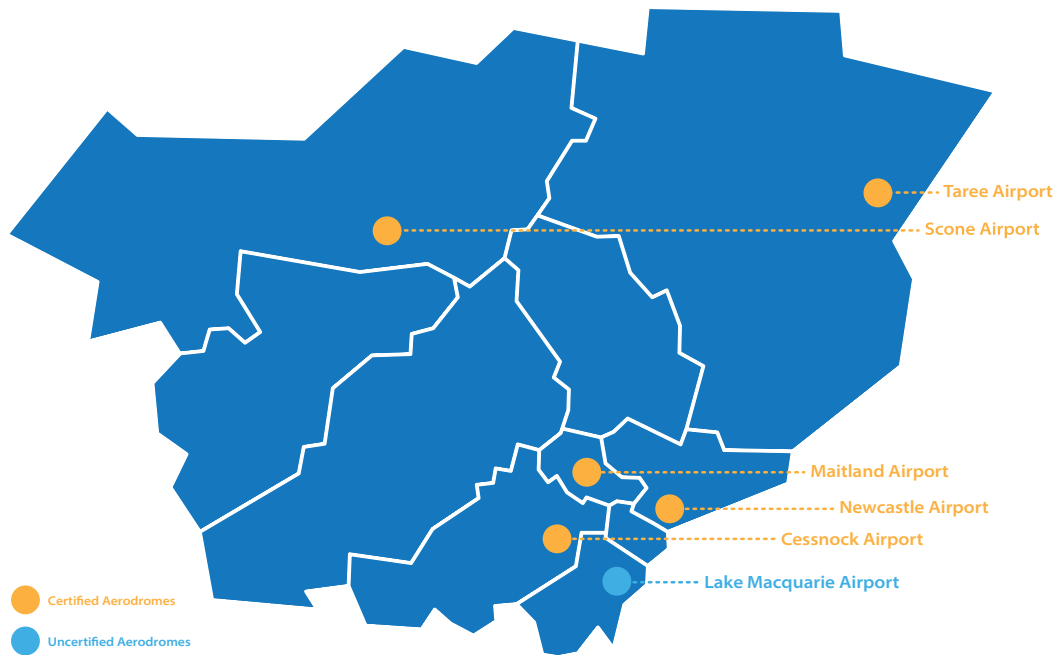 Taree Airport
Scone Airport
Maitland Airport
Newcastle Airport
Cessnock Airport
Lake Macquarie Airport
Certified Aerodromes
Uncertified Aerodromes